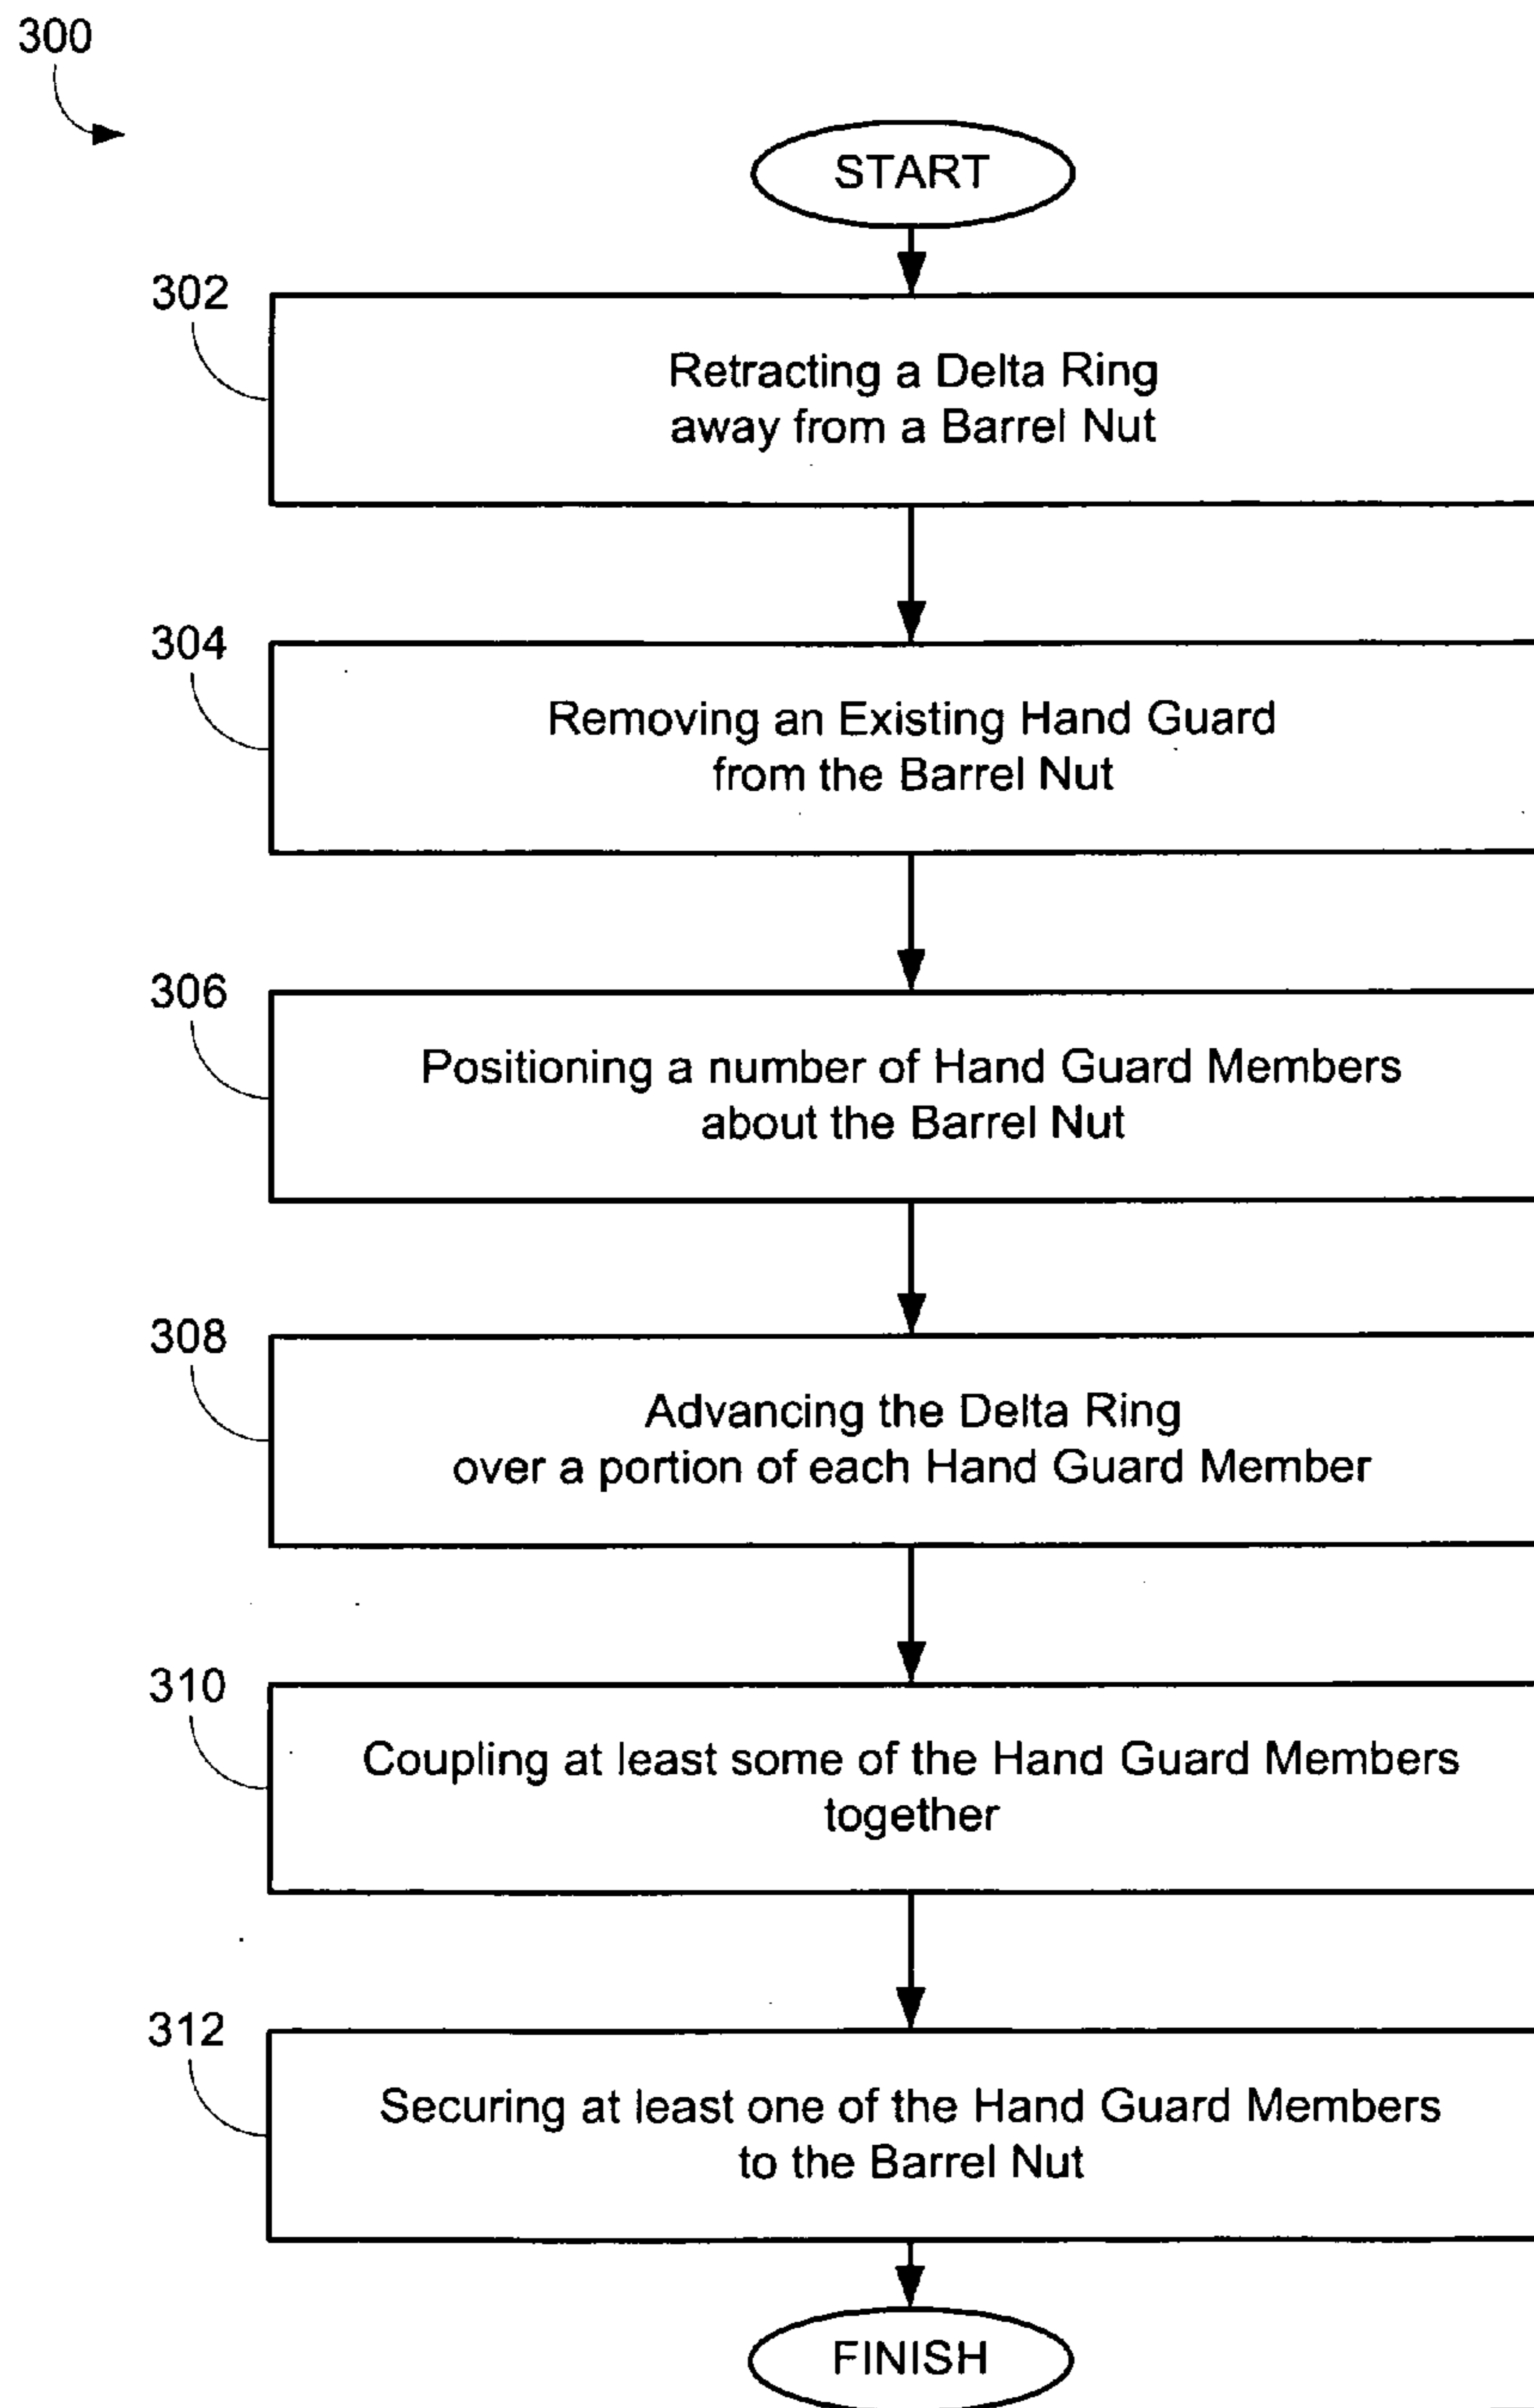 300
START
302
Retracting a Delta Ring
away from a Barrel Nut
304
Removing an Existing Hand Guard
from the Barrel Nut
306
Positioning a number of Hand Guard Members
about the Barrel Nut
308
Advancing the Delta Ring
over a portion of each Hand Guard Member
310
Coupling at least some of the Hand Guard Members
together
312
Securing at least one of the Hand Guard Members
to the Barrel Nut
FINISH